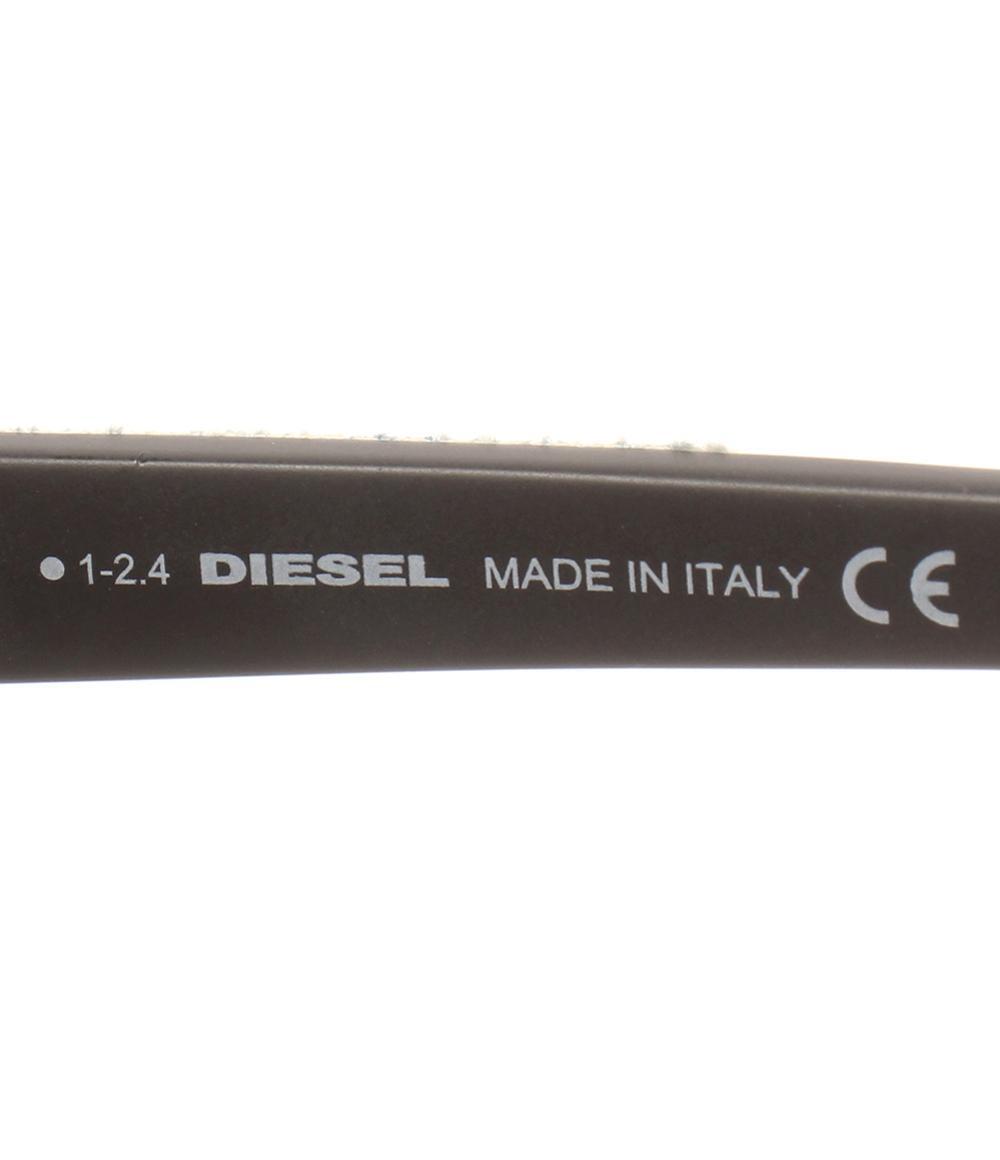 ● 1-2.4 DIESEL MADE IN ITALY CE